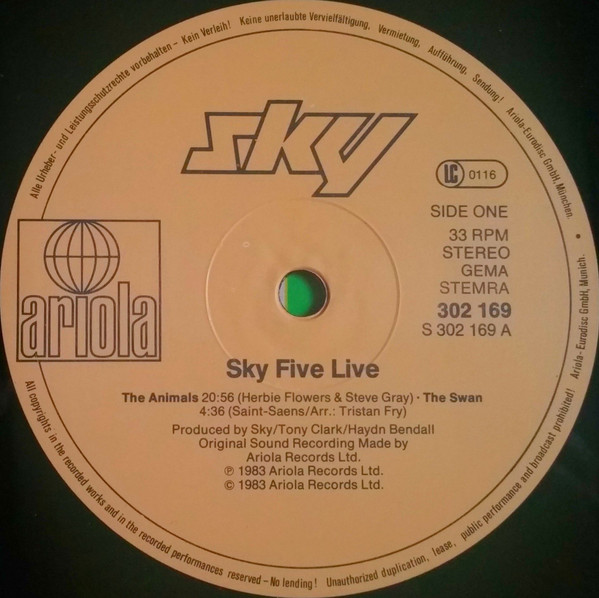 Alle Urheber- und Leistungsschutzrechte vorbehalten – Kein Verleih! Keine unerlaubte Vervielfältigung, Vermietung, Aufführung, Sendung! Ariola-Eurodisc GmbH, München.
sky
LC 0116
SIDE ONE
33 RPM
STEREO
GEMA
STEMRA
302 169
S 302 169 A
ariola
Sky Five Live
The Animals 20:56 (Herbie Flowers & Steve Gray) · The Swan
4:36 (Saint-Saens/Arr.: Tristan Fry)
Produced by Sky/Tony Clark/Haydn Bendall
Original Sound Recording Made by
Ariola Records Ltd.
℗ 1983 Ariola Records Ltd.
© 1983 Ariola Records Ltd.
All copyrights in the recorded works and in the recorded performances reserved – No lending! Unauthorized duplication, lease, public performance and broadcast prohibited! Ariola-Eurodisc GmbH, Munich.